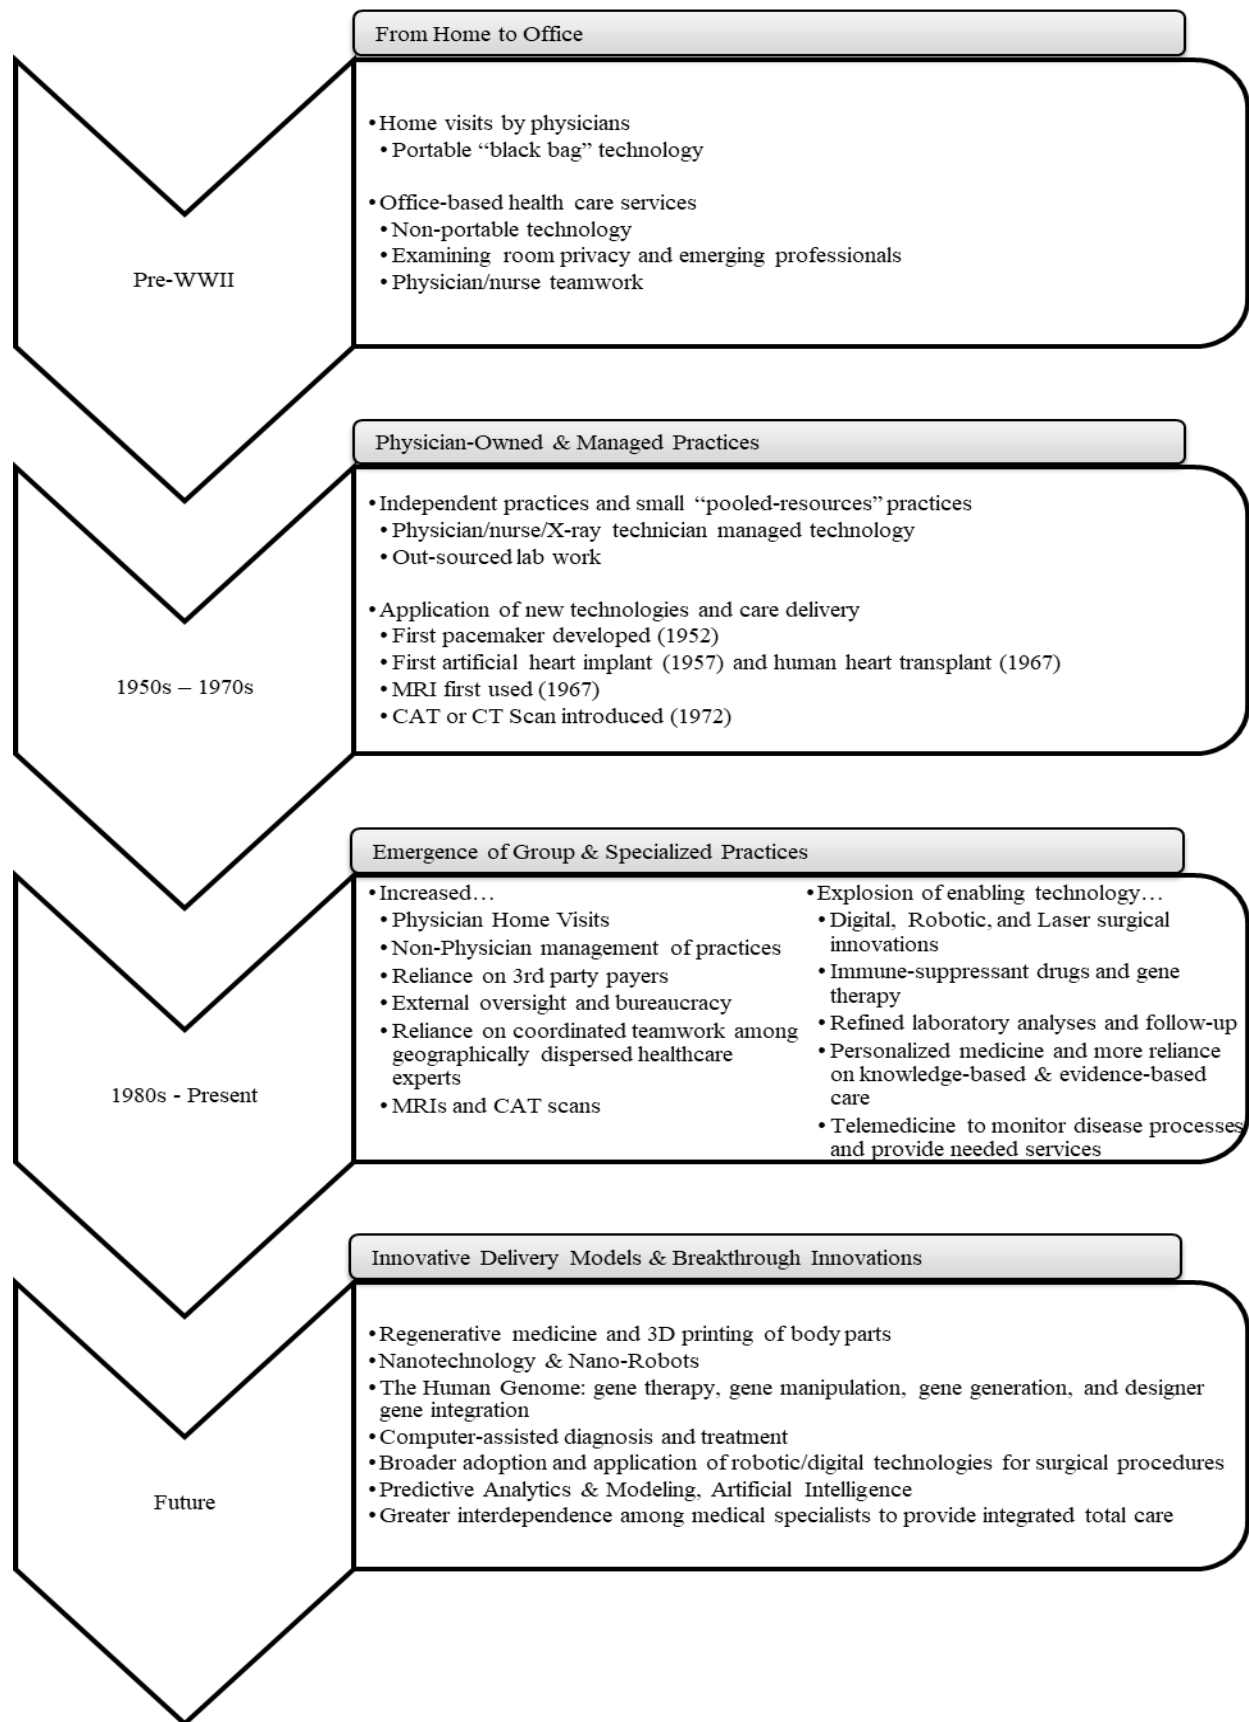 From Home to Office
•Home visits by physicians
•Portable “black bag” technology
•Office-based health care services
•Non-portable technology
•Examining room privacy and emerging professionals
•Physician/nurse teamwork
Pre-WWII
Physician-Owned & Managed Practices
•Independent practices and small “pooled-resources” practices
•Physician/nurse/X-ray technician managed technology
•Out-sourced lab work
•Application of new technologies and care delivery
•First pacemaker developed (1952)
•First artificial heart implant (1957) and human heart transplant (1967)
•MRI first used (1967)
•CAT or CT Scan introduced (1972)
1950s – 1970s
Emergence of Group & Specialized Practices
•Increased…
•Physician Home Visits
•Non-Physician management of practices
•Reliance on 3rd party payers
•External oversight and bureaucracy
•Reliance on coordinated teamwork among
geographically dispersed healthcare
experts
•MRIs and CAT scans
•Explosion of enabling technology…
•Digital, Robotic, and Laser surgical
innovations
•Immune-suppressant drugs and gene
therapy
•Refined laboratory analyses and follow-up
•Personalized medicine and more reliance
on knowledge-based & evidence-based
care
•Telemedicine to monitor disease processes
and provide needed services
1980s - Present
Innovative Delivery Models & Breakthrough Innovations
•Regenerative medicine and 3D printing of body parts
•Nanotechnology & Nano-Robots
•The Human Genome: gene therapy, gene manipulation, gene generation, and designer
gene integration
•Computer-assisted diagnosis and treatment
•Broader adoption and application of robotic/digital technologies for surgical procedures
•Predictive Analytics & Modeling, Artificial Intelligence
•Greater interdependence among medical specialists to provide integrated total care
Future